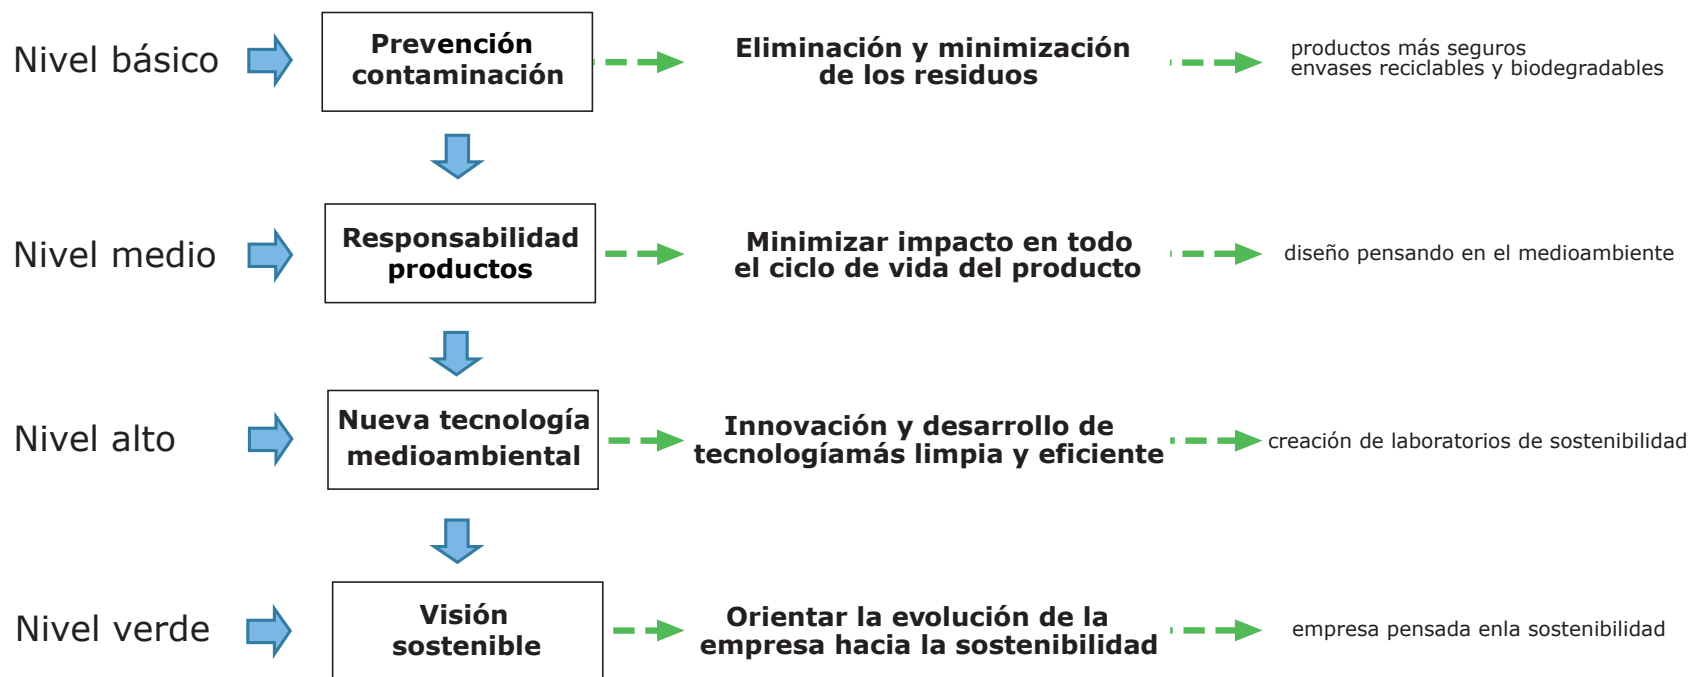 Nivel básico
Prevención
contaminación
Eliminación y minimización
de los residuos
productos más seguros
envases reciclables y biodegradables
Nivel medio
Responsabilidad
productos
Minimizar impacto en todo
el ciclo de vida del producto
diseño pensando en el medioambiente
Nivel alto
Nueva tecnología
medioambiental
Innovación y desarrollo de
tecnologíamás limpia y eficiente
creación de laboratorios de sostenibilidad
Nivel verde
Visión
sostenible
Orientar la evolución de la
empresa hacia la sostenibilidad
empresa pensada enla sostenibilidad